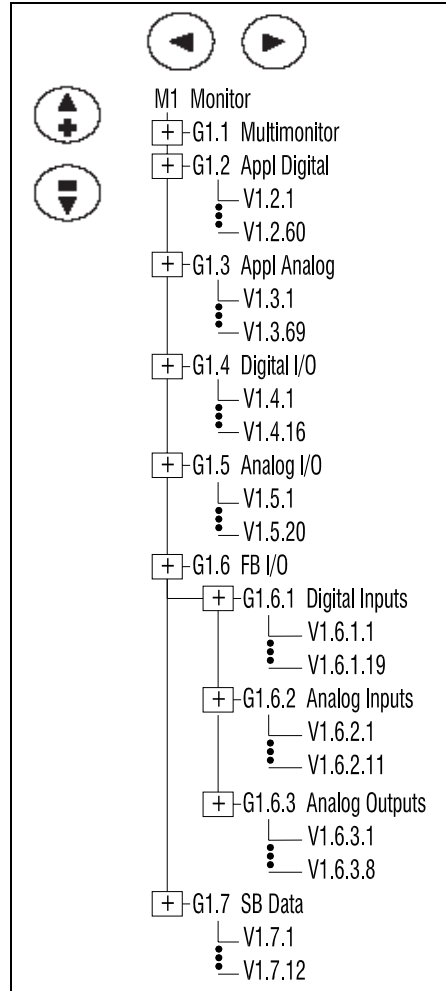 M1 Monitor
+ G1.1 Multimonitor
+ G1.2 Appl Digital
V1.2.1
V1.2.60
+ G1.3 Appl Analog
V1.3.1
V1.3.69
+ G1.4 Digital I/O
V1.4.1
V1.4.16
+ G1.5 Analog I/O
V1.5.1
V1.5.20
+ G1.6 FB I/O
+ G1.6.1 Digital Inputs
V1.6.1.1
V1.6.1.19
+ G1.6.2 Analog Inputs
V1.6.2.1
V1.6.2.11
+ G1.6.3 Analog Outputs
V1.6.3.1
V1.6.3.8
+ G1.7 SB Data
V1.7.1
V1.7.12